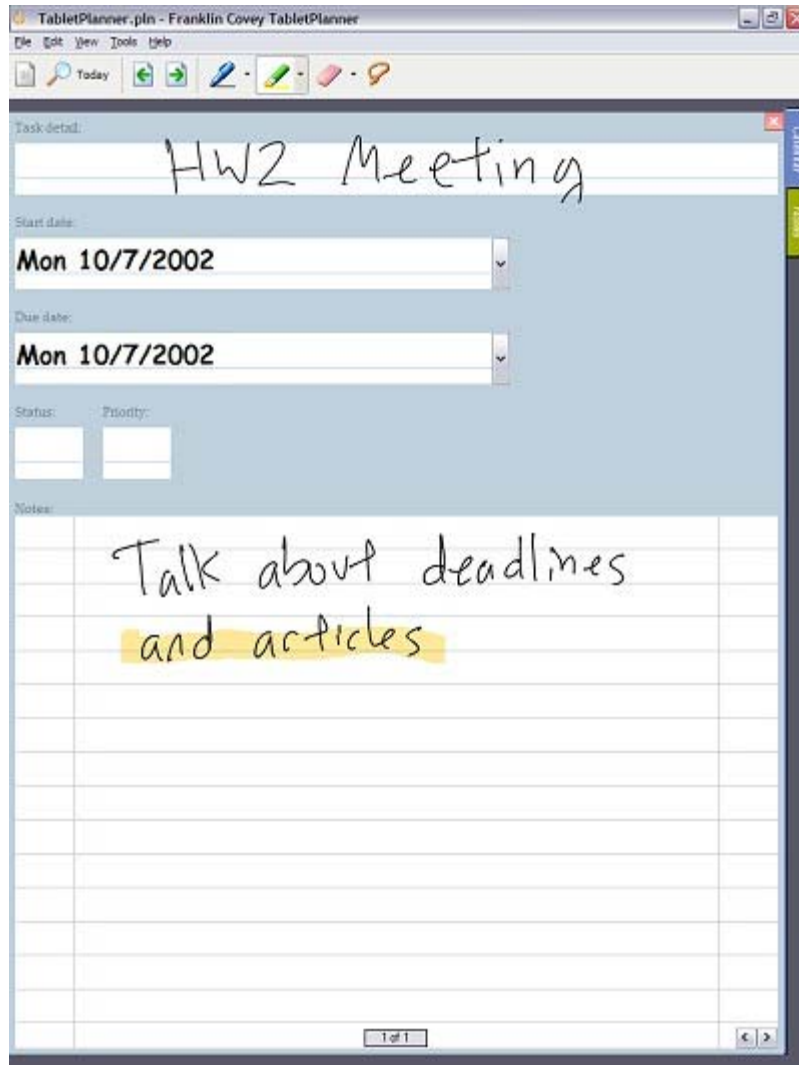 TabletPlanner.pln - Franklin Covey TabletPlanner
File Edit View Tools Help
Today
Task detail:
HW2 Meeting
Start date:
Mon 10/7/2002
Due date:
Mon 10/7/2002
Status: Priority:
Notes:
Talk about deadlines
and articles
1 of 1